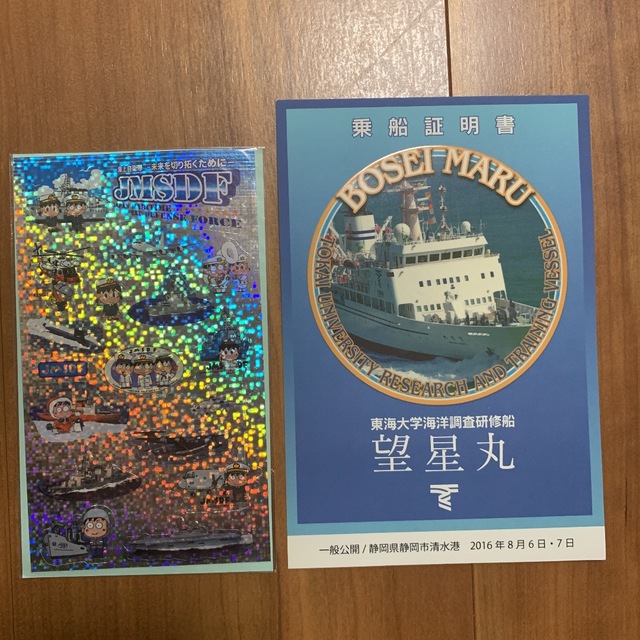 海上自衛隊 ―未来を切り拓くために―
JMSDF
FORCE
乗船証明書
BOSEI MARU
TOKAI UNIVERSITY RESEARCH AND TRAINING VESSEL
東海大学海洋調査研修船
望星丸
一般公開 / 静岡県静岡市清水港 2016年8月6日・7日